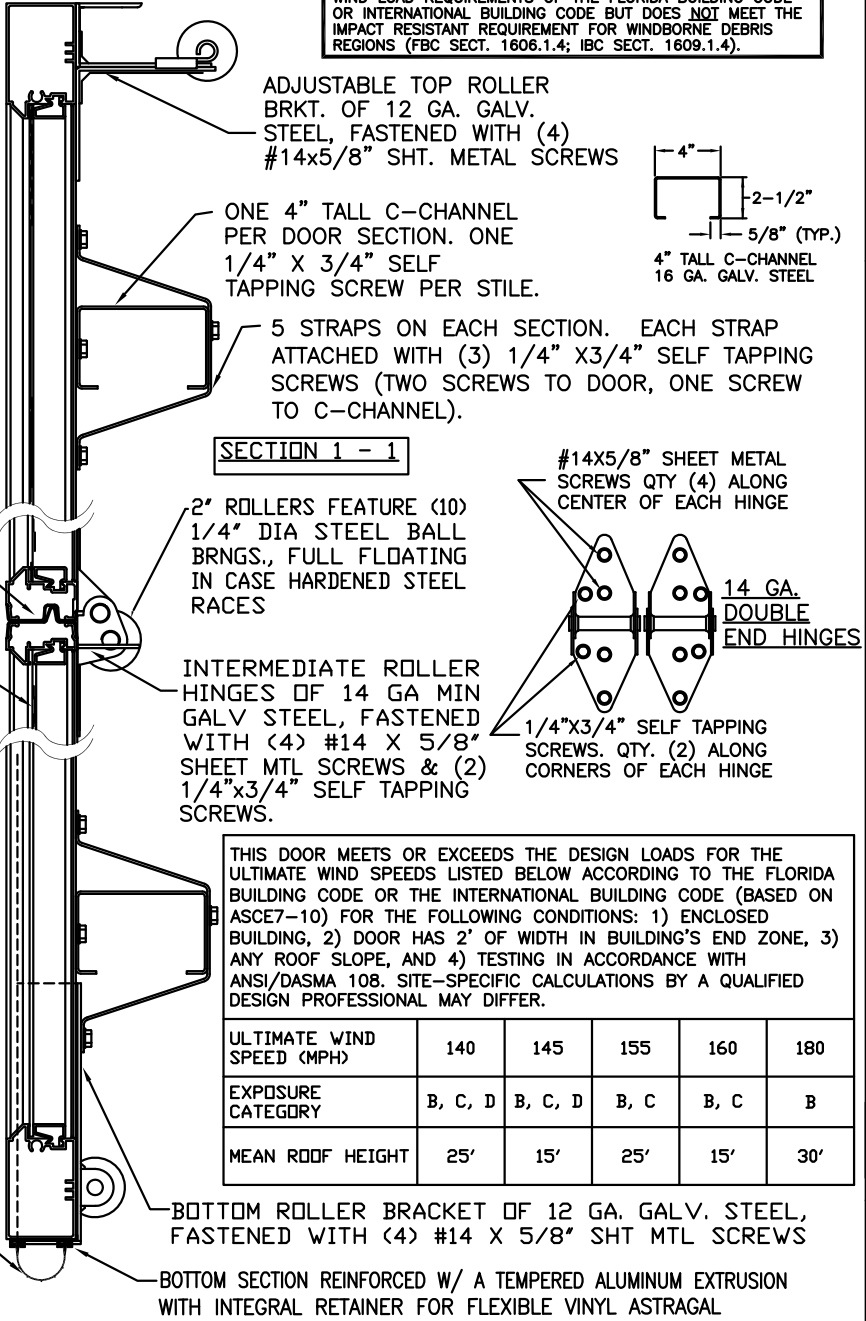 WIND LOAD REQUIREMENTS OF THE FLORIDA BUILDING CODE
OR INTERNATIONAL BUILDING CODE BUT DOES NOT MEET THE
IMPACT RESISTANT REQUIREMENT FOR WINDBORNE DEBRIS
REGIONS (FBC SECT. 1606.1.4; IBC SECT. 1609.1.4).
ADJUSTABLE TOP ROLLER
BRKT. OF 12 GA. GALV.
STEEL, FASTENED WITH (4)
#14x5/8" SHT. METAL SCREWS
4"
2-1/2"
5/8" (TYP.)
4" TALL C-CHANNEL
16 GA. GALV. STEEL
ONE 4" TALL C-CHANNEL
PER DOOR SECTION. ONE
1/4" X 3/4" SELF
TAPPING SCREW PER STILE.
5 STRAPS ON EACH SECTION. EACH STRAP
ATTACHED WITH (3) 1/4" X3/4" SELF TAPPING
SCREWS (TWO SCREWS TO DOOR, ONE SCREW
TO C-CHANNEL).
SECTION 1 - 1
2" ROLLERS FEATURE (10)
1/4" DIA STEEL BALL
BRNGS., FULL FLOATING
IN CASE HARDENED STEEL
RACES
#14X5/8" SHEET METAL
SCREWS QTY (4) ALONG
CENTER OF EACH HINGE
14 GA.
DOUBLE
END HINGES
1/4"X3/4" SELF TAPPING
SCREWS. QTY. (2) ALONG
CORNERS OF EACH HINGE
INTERMEDIATE ROLLER
HINGES OF 14 GA MIN
GALV STEEL, FASTENED
WITH (4) #14 X 5/8"
SHEET MTL SCREWS & (2)
1/4"x3/4" SELF TAPPING
SCREWS.
THIS DOOR MEETS OR EXCEEDS THE DESIGN LOADS FOR THE
ULTIMATE WIND SPEEDS LISTED BELOW ACCORDING TO THE FLORIDA
BUILDING CODE OR THE INTERNATIONAL BUILDING CODE (BASED ON
ASCE7-10) FOR THE FOLLOWING CONDITIONS: 1) ENCLOSED
BUILDING, 2) DOOR HAS 2' OF WIDTH IN BUILDING'S END ZONE, 3)
ANY ROOF SLOPE, AND 4) TESTING IN ACCORDANCE WITH
ANSI/DASMA 108. SITE-SPECIFIC CALCULATIONS BY A QUALIFIED
DESIGN PROFESSIONAL MAY DIFFER.
ULTIMATE WIND
SPEED (MPH) 140 145 155 160 180
EXPOSURE
CATEGORY B, C, D B, C, D B, C B, C B
MEAN ROOF HEIGHT 25' 15' 25' 15' 30'
BOTTOM ROLLER BRACKET OF 12 GA. GALV. STEEL,
FASTENED WITH (4) #14 X 5/8" SHT MTL SCREWS
BOTTOM SECTION REINFORCED W/ A TEMPERED ALUMINUM EXTRUSION
WITH INTEGRAL RETAINER FOR FLEXIBLE VINYL ASTRAGAL